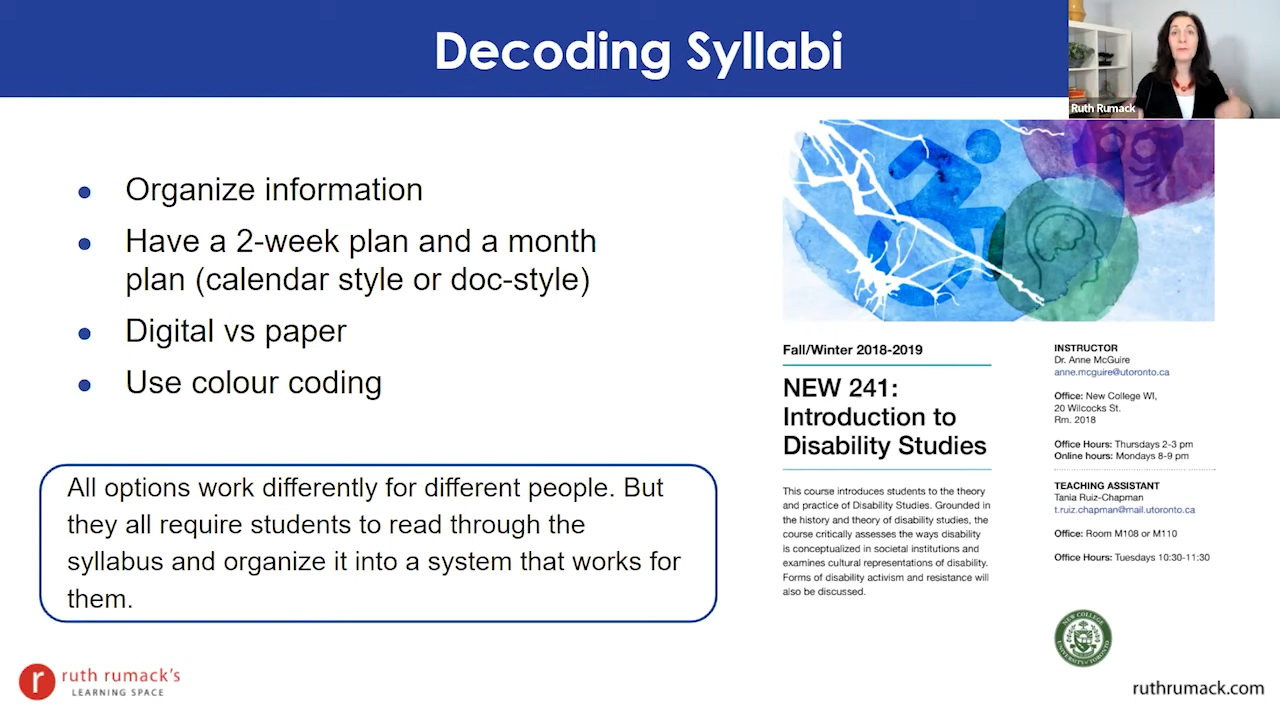 Decoding Syllabi
Ruth Rumack
Organize information
Have a 2-week plan and a month
plan (calendar style or doc-style)
Digital vs paper
Use colour coding
All options work differently for different people. But
they all require students to read through the
syllabus and organize it into a system that works for
them.
Fall/Winter 2018-2019
NEW 241:
Introduction to
Disability Studies
This course introduces students to the theory
and practice of Disability Studies. Grounded in
the history and theory of disability studies, the
course critically assesses the ways disability
is conceptualized in societal institutions and
examines cultural representations of disability.
Forms of disability activism and resistance will
also be discussed.
INSTRUCTOR
Dr. Anne McGuire
anne.mcguire@utoronto.ca
Office: New College WI,
20 Wilcocks St.
Rm. 2018
Office Hours: Thursdays 2-3 pm
Online hours: Mondays 8-9 pm
TEACHING ASSISTANT
Tania Ruiz-Chapman
t.ruiz.chapman@mail.utoronto.ca
Office: Room M108 or M110
Office Hours: Tuesdays 10:30-11:30
NEW COLLEGE
UNIVERSITY OF TORONTO
r
ruth rumack's
LEARNING SPACE
ruthrumack.com